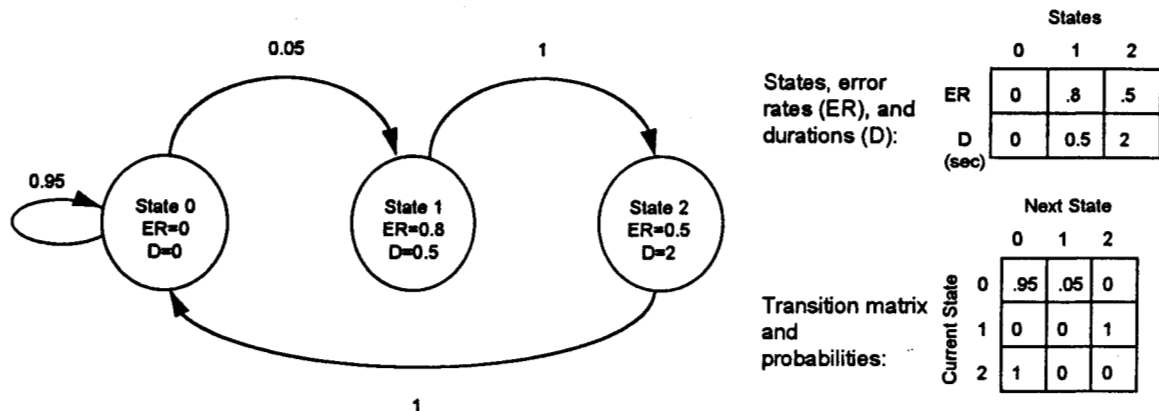 0.05
1
0.95
State 0
ER=0
D=0
State 1
ER=0.8
D=0.5
State 2
ER=0.5
D=2
1
States, error
rates (ER), and
durations (D):
States
0 1 2
ER 0 .8 .5
D 0 0.5 2
(sec)
Transition matrix
and
probabilities:
Next State
0 1 2
Current State
0 .95 .05 0
1 0 0 1
2 1 0 0